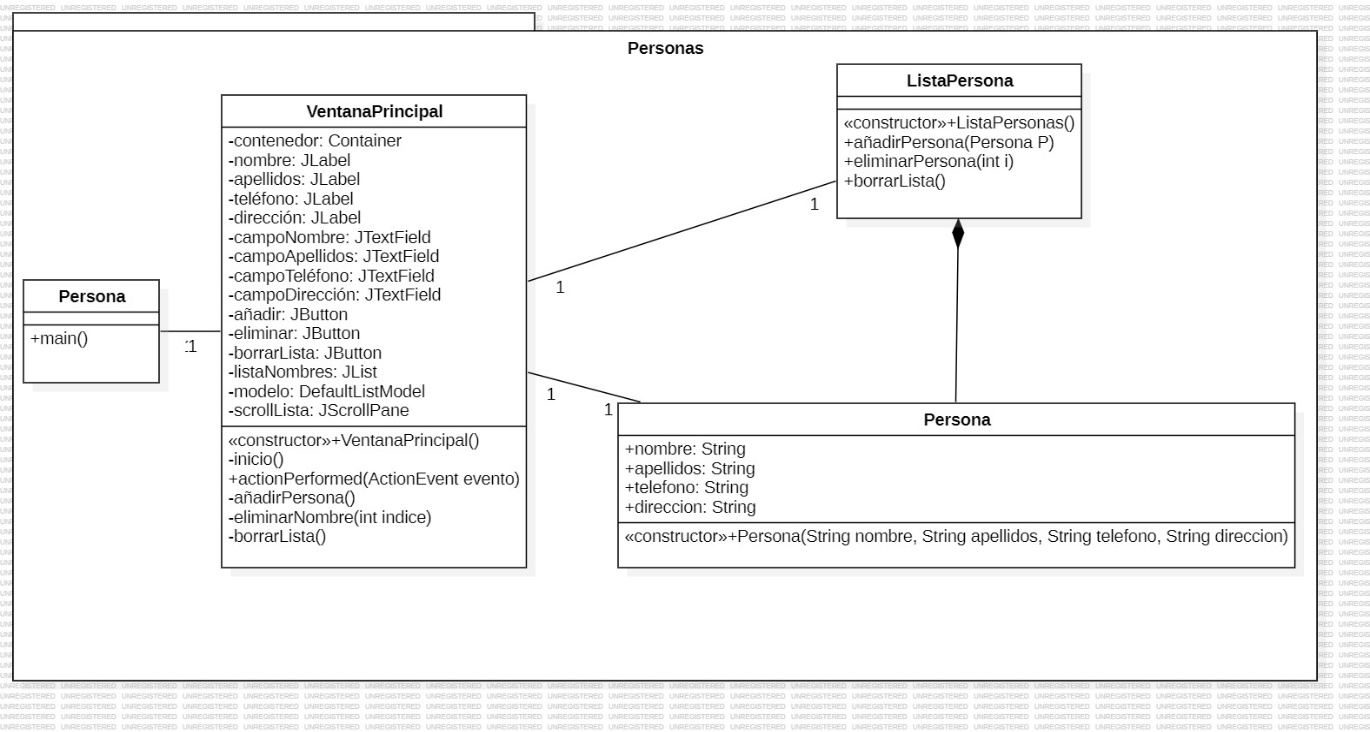 Personas
ListaPersona
«constructor»+ListaPersonas()
+añadirPersona(Persona P)
+eliminarPersona(int i)
+borrarLista()
VentanaPrincipal
-contenedor: Container
-nombre: JLabel
-apellidos: JLabel
-teléfono: JLabel
-dirección: JLabel
-campoNombre: JTextField
-campoApellidos: JTextField
-campoTeléfono: JTextField
-campoDirección: JTextField
-añadir: JButton
-eliminar: JButton
-borrarLista: JButton
-listaNombres: JList
-modelo: DefaultListModel
-scrollLista: JScrollPane
«constructor»+VentanaPrincipal()
-inicio()
+actionPerformed(ActionEvent evento)
-añadirPersona()
-eliminarNombre(int indice)
-borrarLista()
Persona
+main()
:1
1
1
1
1
Persona
+nombre: String
+apellidos: String
+telefono: String
+direccion: String
«constructor»+Persona(String nombre, String apellidos, String telefono, String direccion)
UNREGISTERED